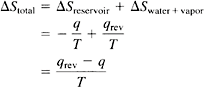 ΔS_total = ΔS_reservoir + ΔS_water + vapor
= − q/T + q_rev/T
= (q_rev − q)/T